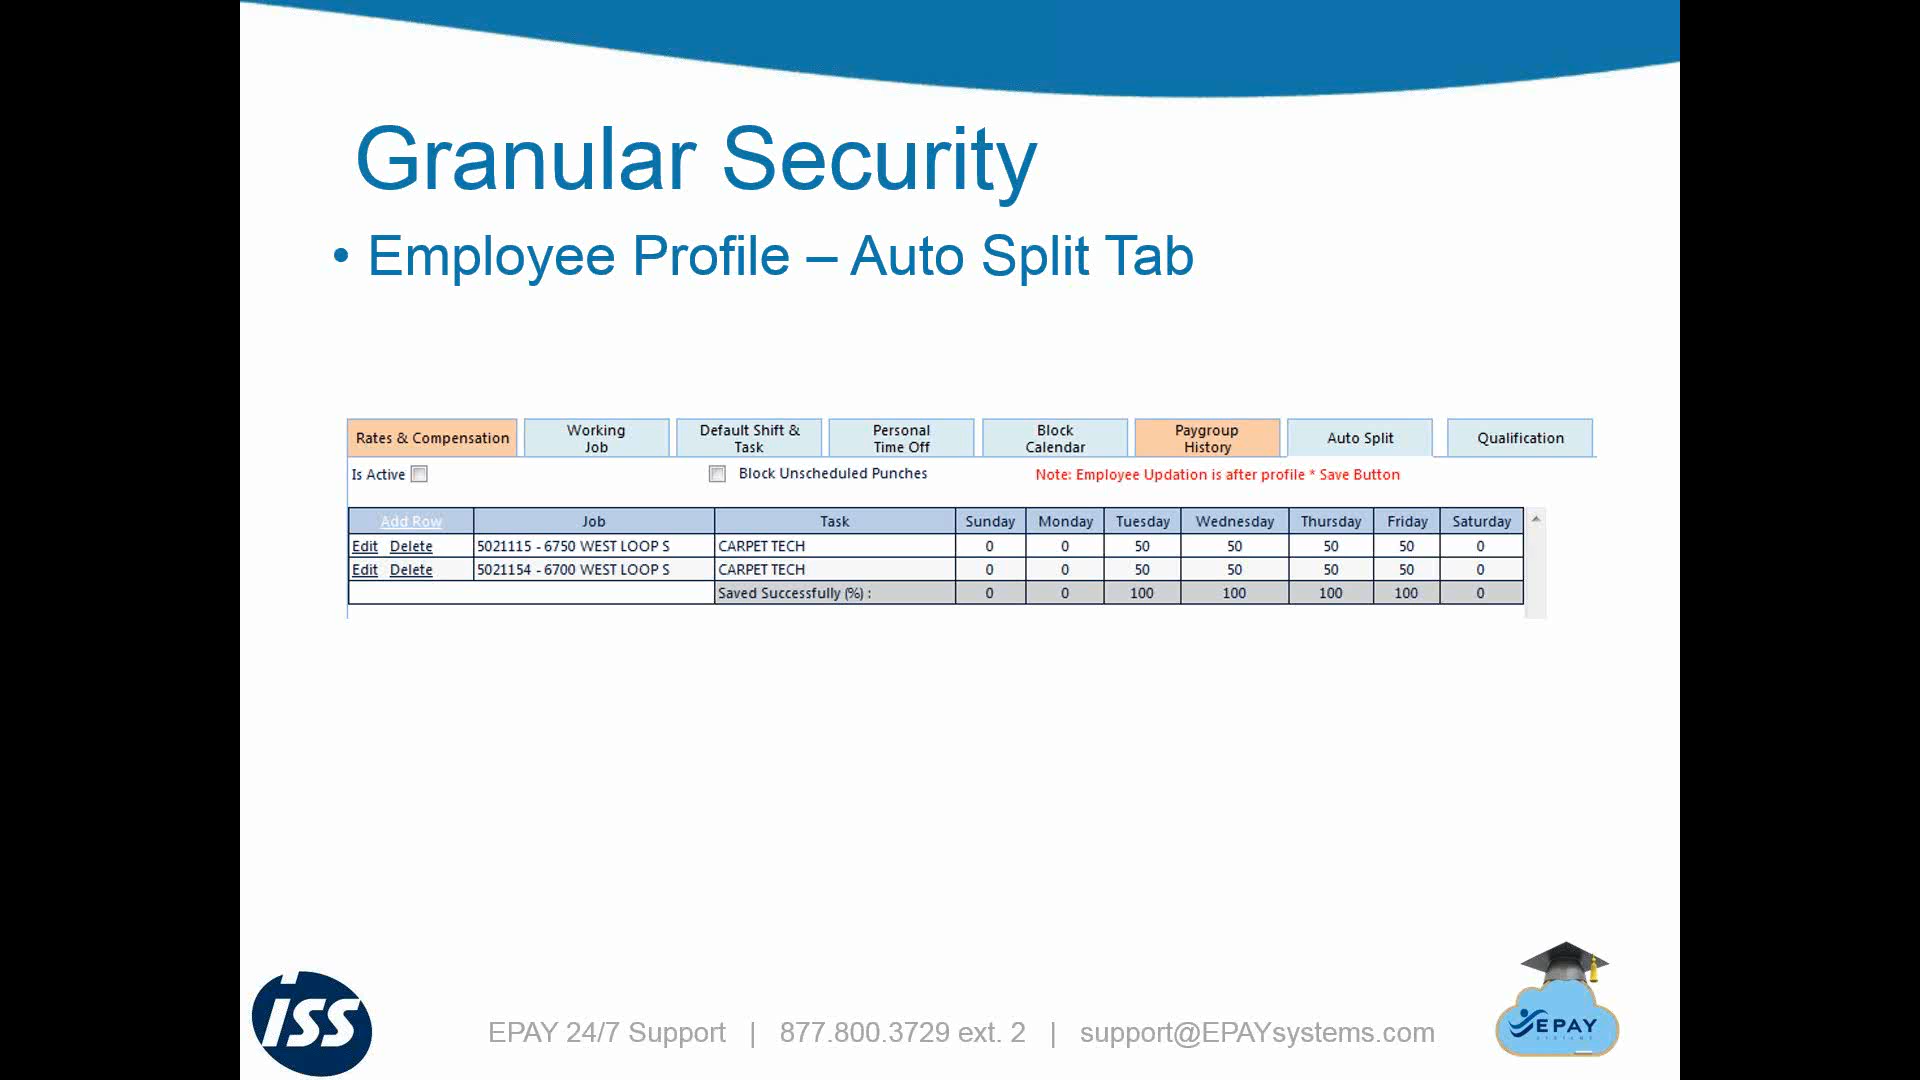 Granular Security
• Employee Profile – Auto Split Tab
Rates & Compensation Working Job Default Shift & Task Personal Time Off Block Calendar Paygroup History Auto Split Qualification
Is Active Block Unscheduled Punches Note: Employee Updation is after profile * Save Button
Add Row Job Task Sunday Monday Tuesday Wednesday Thursday Friday Saturday
Edit Delete 5021115 - 6750 WEST LOOP S CARPET TECH 0 0 50 50 50 50 0
Edit Delete 5021154 - 6700 WEST LOOP S CARPET TECH 0 0 50 50 50 50 0
Saved Successfully (%) : 0 0 100 100 100 100 0
ISS
EPAY 24/7 Support | 877.800.3729 ext. 2 | support@EPAYsystems.com
EPAY
SYSTEMS